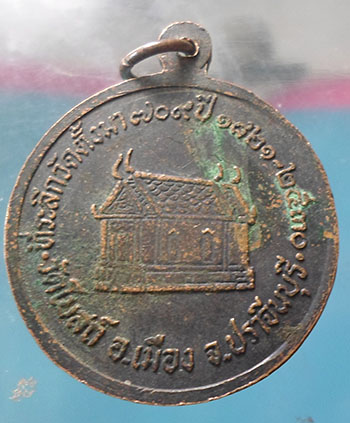 ที่ระลึกวัดตั้งมา ๗๐๙ ปี ๑๘๒๑-๒๕๓๐
อ.เมือง จ.ปราจีนบุรี